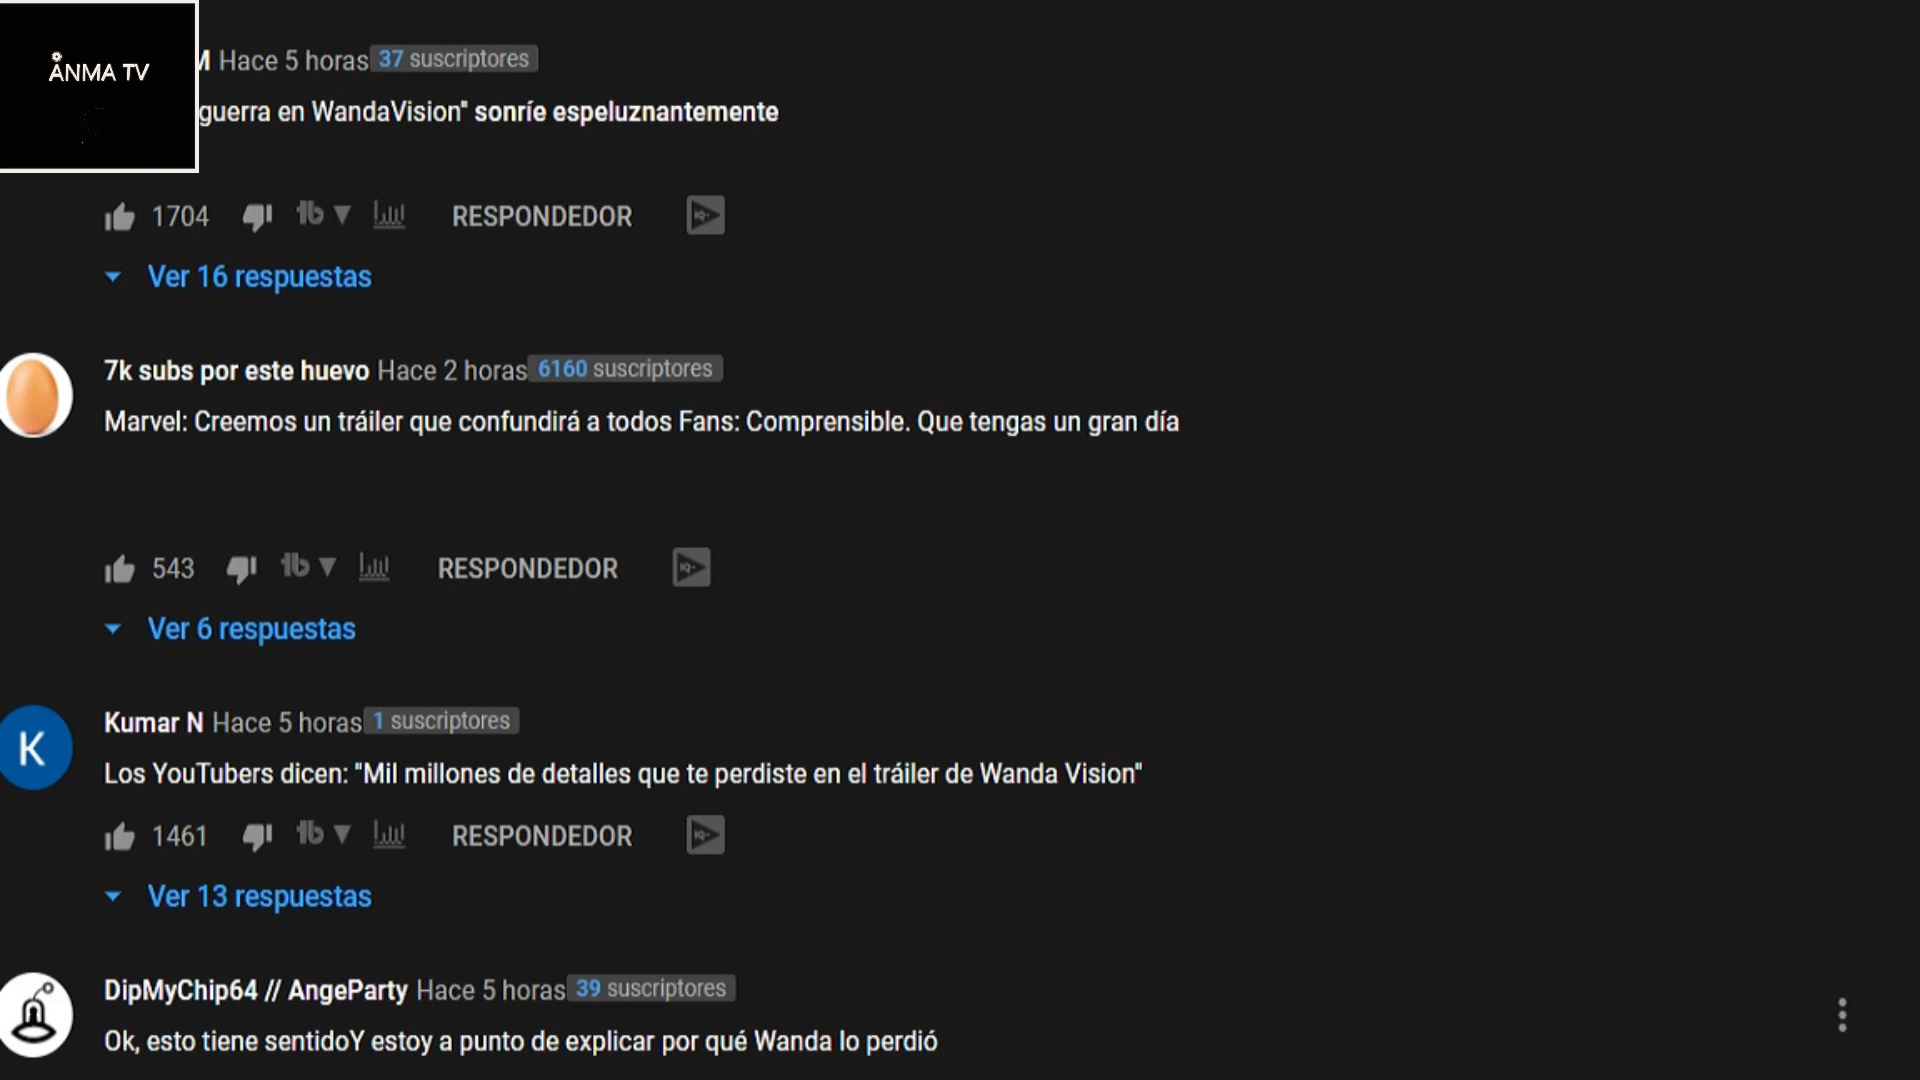 ÅNMA TV
M Hace 5 horas 37 suscriptores
guerra en WandaVision" sonríe espeluznantemente
1704 RESPONDEDOR
Ver 16 respuestas
7k subs por este huevo Hace 2 horas 6160 suscriptores
Marvel: Creemos un tráiler que confundirá a todos Fans: Comprensible. Que tengas un gran día
543 RESPONDEDOR
Ver 6 respuestas
K
Kumar N Hace 5 horas 1 suscriptores
Los YouTubers dicen: "Mil millones de detalles que te perdiste en el tráiler de Wanda Vision"
1461 RESPONDEDOR
Ver 13 respuestas
DipMyChip64 // AngeParty Hace 5 horas 39 suscriptores
Ok, esto tiene sentidoY estoy a punto de explicar por qué Wanda lo perdió